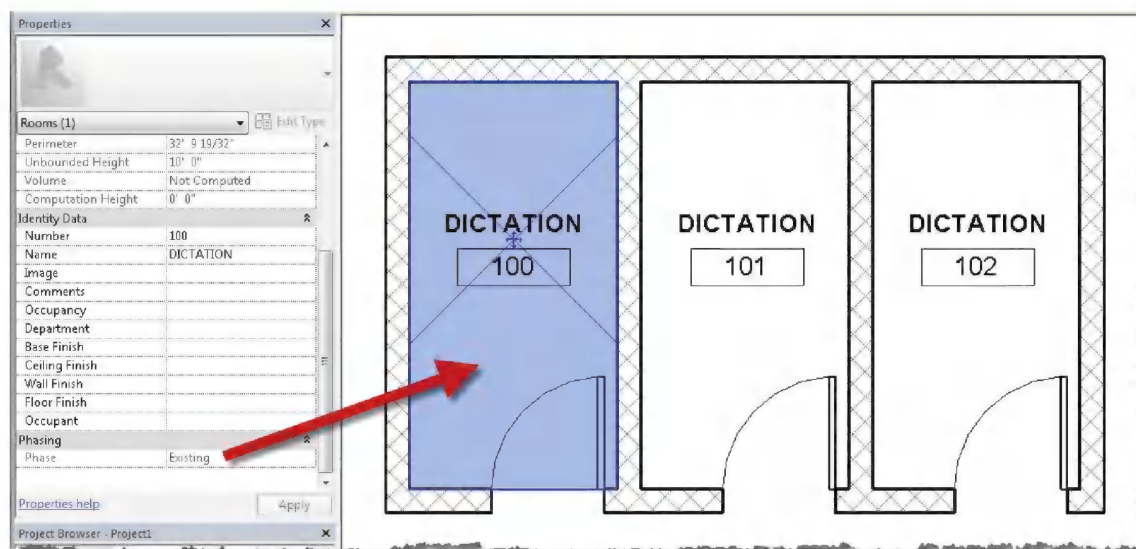 Properties
Rooms (1)
Edit Type
Perimeter 32' 9 19/32"
Unbounded Height 10' 0"
Volume Not Computed
Computation Height 0' 0"
Identity Data
Number 100
Name DICTATION
Image
Comments
Occupancy
Department
Base Finish
Ceiling Finish
Wall Finish
Floor Finish
Occupant
Phasing
Phase Existing
Properties help
Apply
Project Browser - Project1
DICTATION
100
DICTATION
101
DICTATION
102